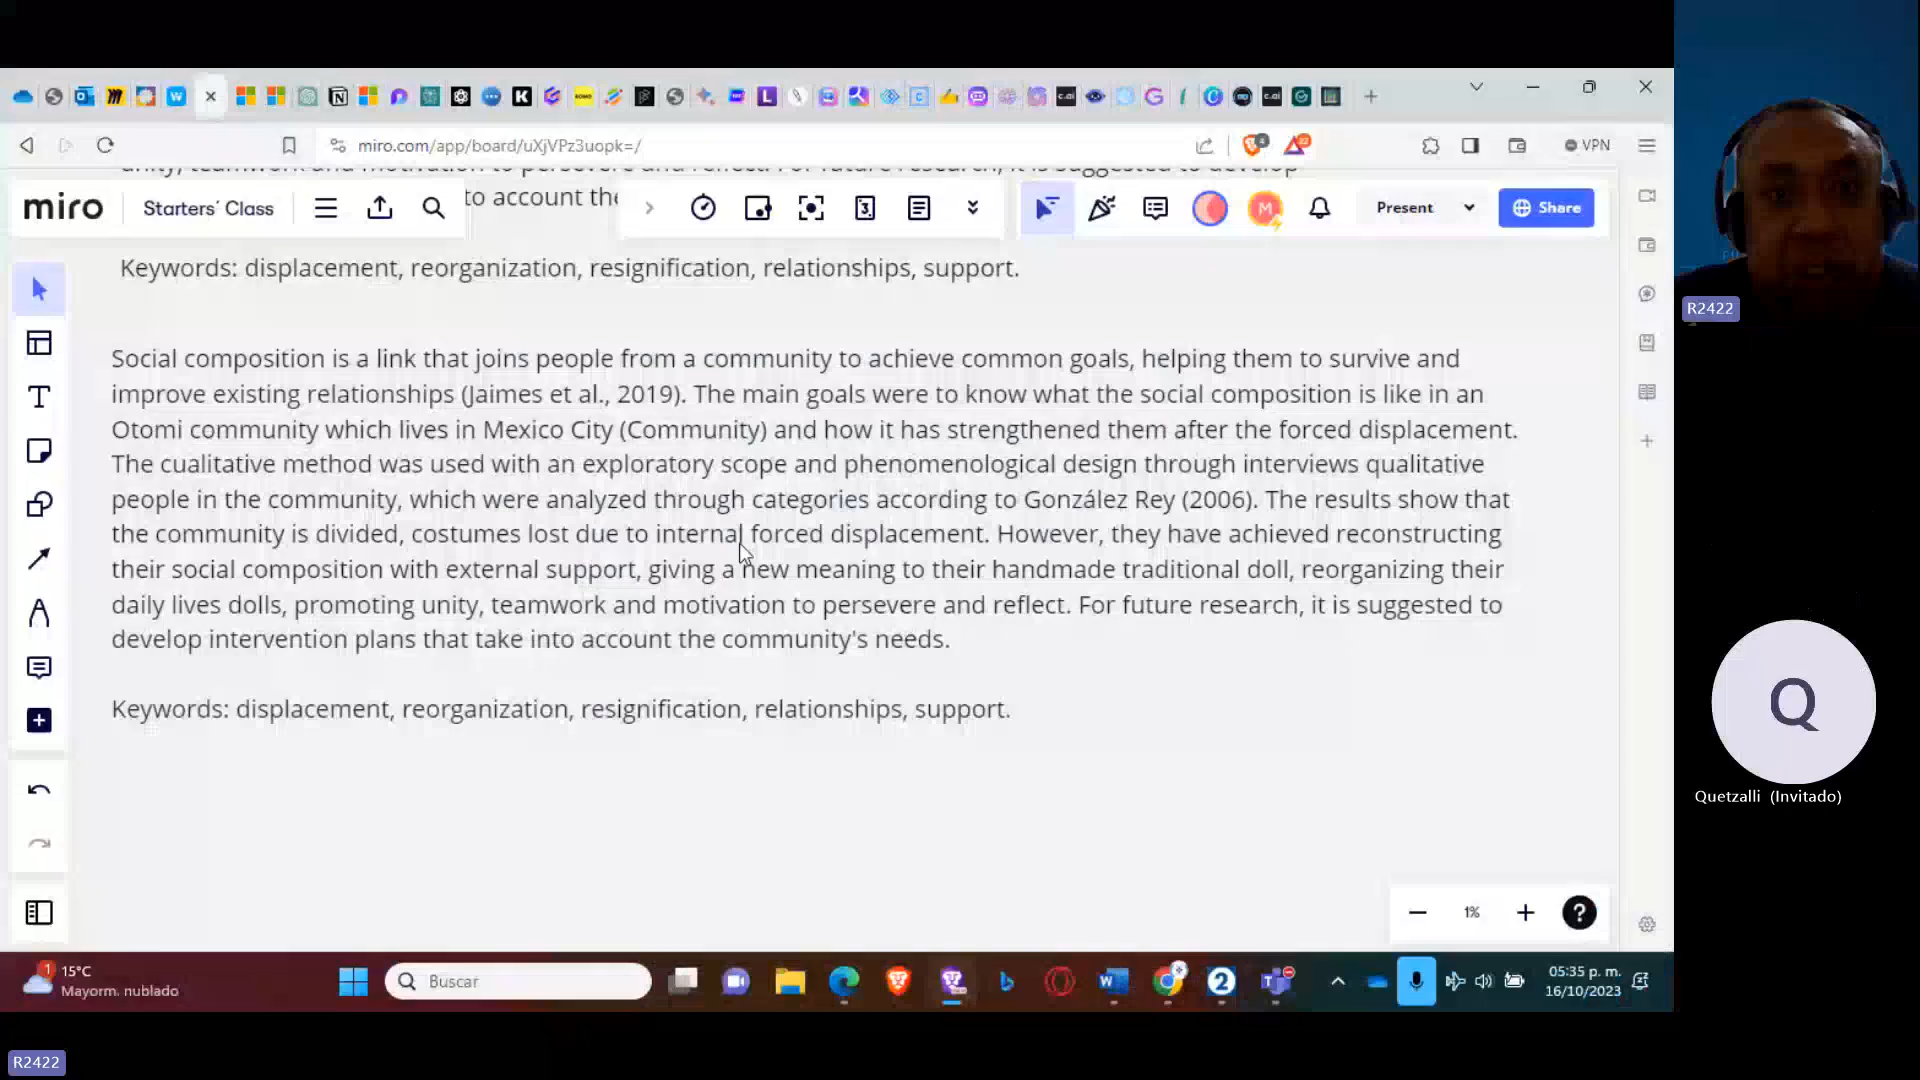 miro.com/app/board/uXjVPz3uopk=/
VPN
miro
Starters´ Class
to account the
3
M
Present
Share
R2422
Keywords: displacement, reorganization, resignification, relationships, support.
Social composition is a link that joins people from a community to achieve common goals, helping them to survive and
improve existing relationships (Jaimes et al., 2019). The main goals were to know what the social composition is like in an
Otomi community which lives in Mexico City (Community) and how it has strengthened them after the forced displacement.
The cualitative method was used with an exploratory scope and phenomenological design through interviews qualitative
people in the community, which were analyzed through categories according to González Rey (2006). The results show that
the community is divided, costumes lost due to internal forced displacement. However, they have achieved reconstructing
their social composition with external support, giving a new meaning to their handmade traditional doll, reorganizing their
daily lives dolls, promoting unity, teamwork and motivation to persevere and reflect. For future research, it is suggested to
develop intervention plans that take into account the community's needs.
Keywords: displacement, reorganization, resignification, relationships, support.
Q
Quetzalli (Invitado)
1%
?
1
15°C
Mayorm. nublado
Buscar
05:35 p. m.
16/10/2023
R2422